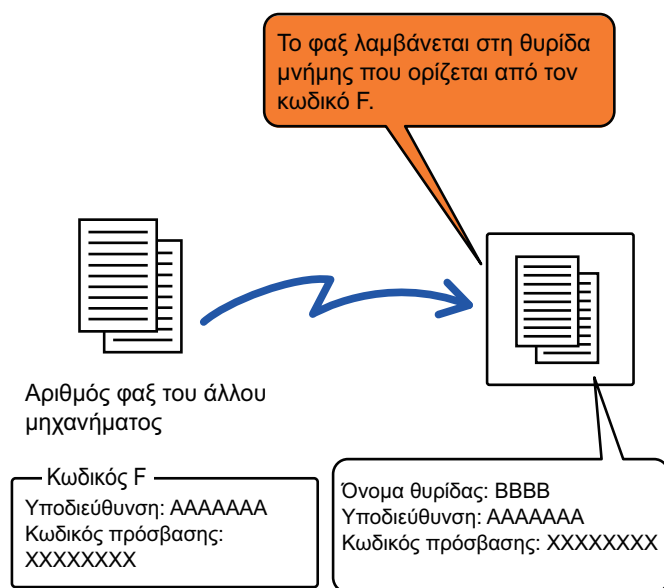 Το φαξ λαμβάνεται στη θυρίδα
μνήμης που ορίζεται από τον
κωδικό F.
Αριθμός φαξ του άλλου
μηχανήματος
Κωδικός F
Υποδιεύθυνση: AAAAAAA
Κωδικός πρόσβασης:
XXXXXXXX
Όνομα θυρίδας: BBBB
Υποδιεύθυνση: AAAAAAA
Κωδικός πρόσβασης: XXXXXXXX